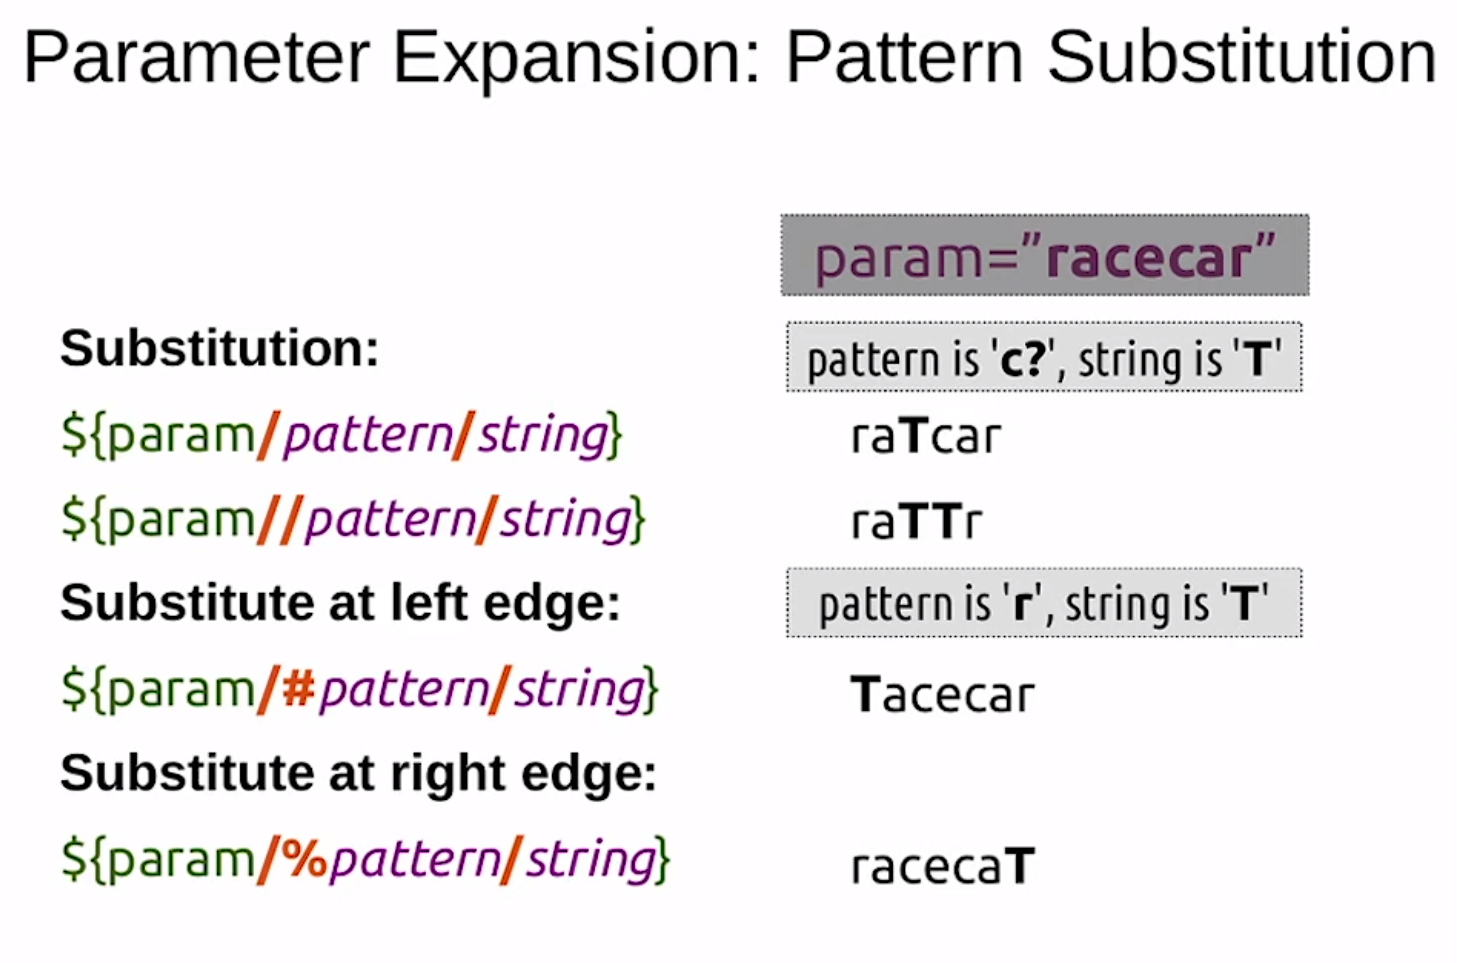 Parameter Expansion: Pattern Substitution
param=”racecar”
Substitution:
pattern is 'c?', string is 'T'
${param/pattern/string}
raTcar
${param//pattern/string}
raTTr
Substitute at left edge:
pattern is 'r', string is 'T'
${param/#pattern/string}
Tacecar
Substitute at right edge:
${param/%pattern/string}
racecaT